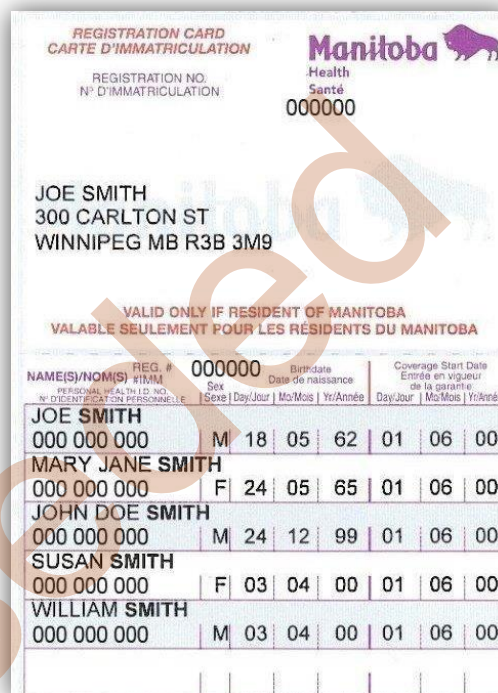 REGISTRATION CARD
CARTE D'IMMATRICULATION
Manitoba
Health
Santé
REGISTRATION NO.
Nº D'IMMATRICULATION
000000
JOE SMITH
300 CARLTON ST
WINNIPEG MB R3B 3M9
VALID ONLY IF RESIDENT OF MANITOBA
VALABLE SEULEMENT POUR LES RÉSIDENTS DU MANITOBA
NAME(S)/NOM(S) REG. # #IMM 000000
PERSONAL HEALTH I.D. NO.
Nº D'IDENTIFICATION PERSONNELLE
Sex
Sexe
Birthdate
Date de naissance
Day/Jour Mo/Mois Yr/Année
Coverage Start Date
Entrée en vigueur
de la garantie
Day/Jour Mo/Mois Yr/Année
JOE SMITH
000 000 000 M 18 05 62 01 06 00
MARY JANE SMITH
000 000 000 F 24 05 65 01 06 00
JOHN DOE SMITH
000 000 000 M 24 12 99 01 06 00
SUSAN SMITH
000 000 000 F 03 04 00 01 06 00
WILLIAM SMITH
000 000 000 M 03 04 00 01 06 00